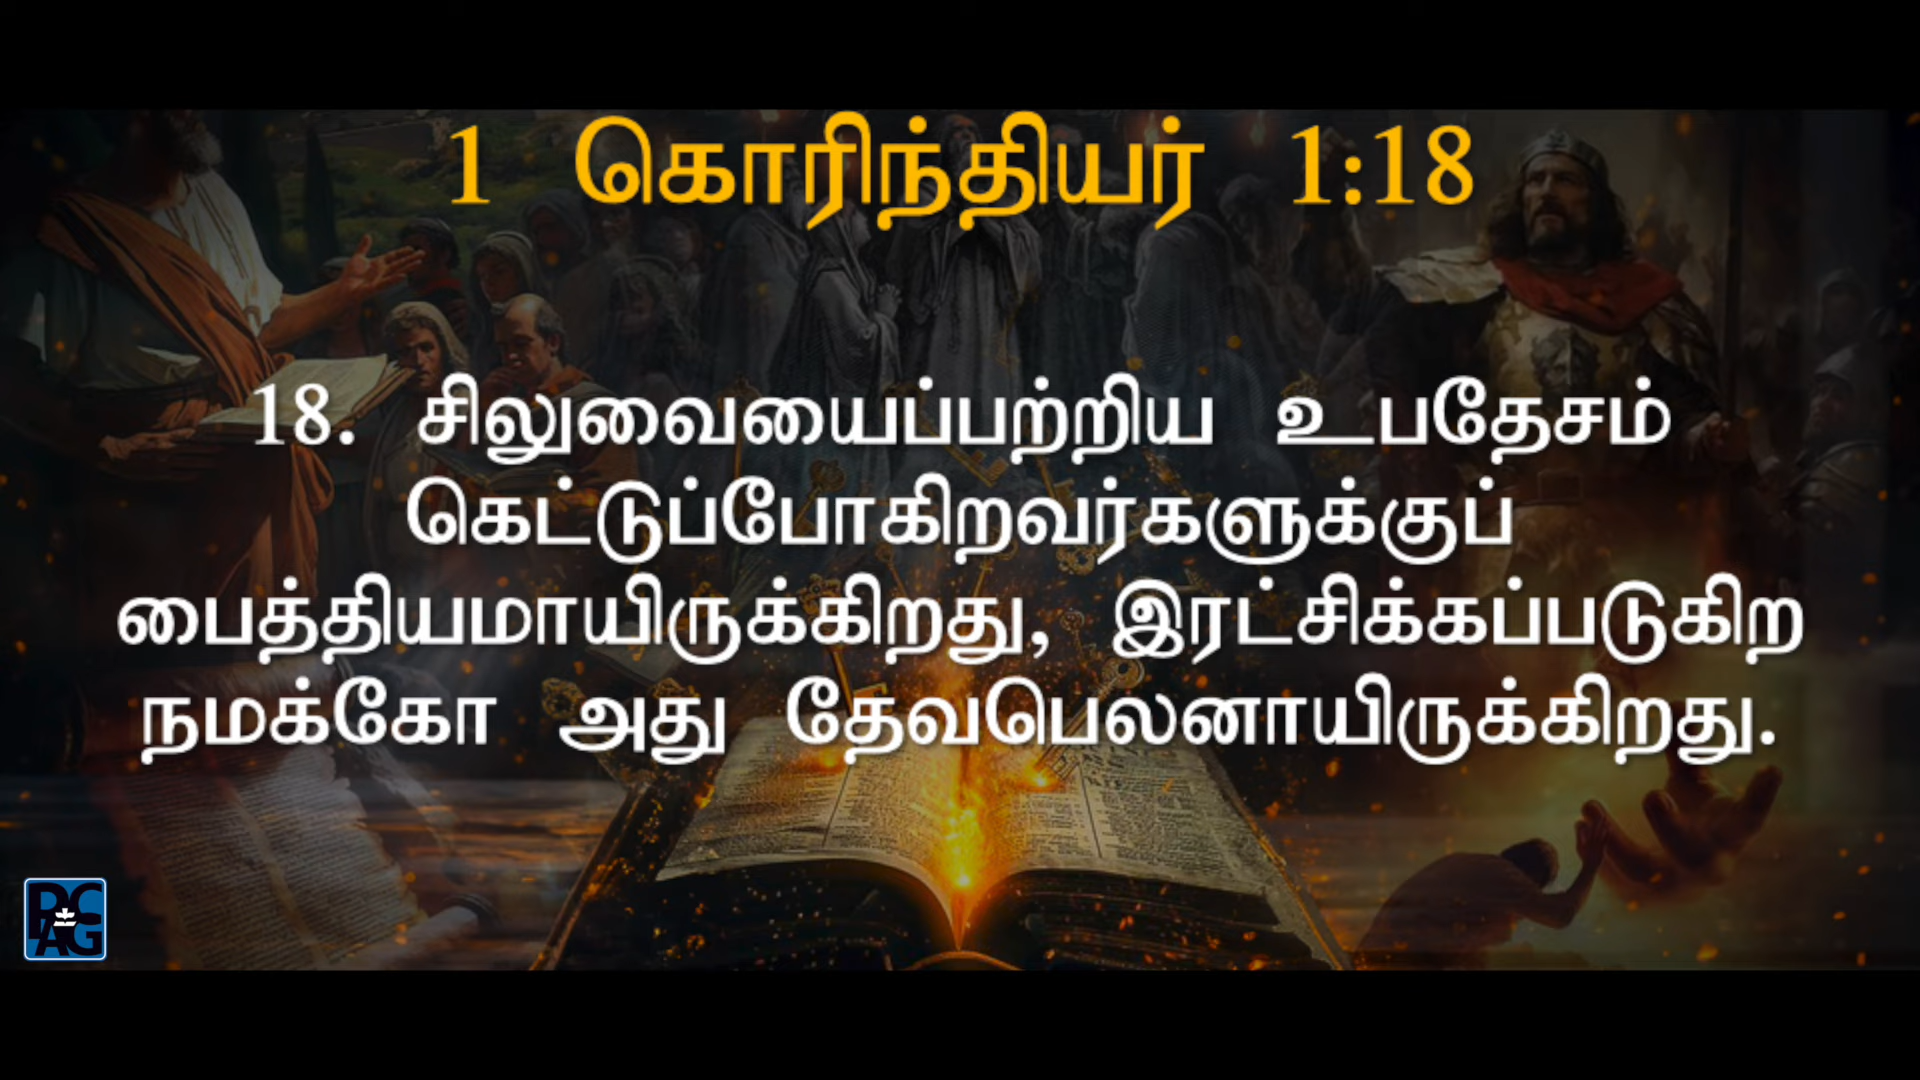 1 கொரிந்தியர் 1:18
18. சிலுவையைப்பற்றிய உபதேசம்
கெட்டுப்போகிறவர்களுக்குப்
பைத்தியமாயிருக்கிறது, இரட்சிக்கப்படுகிற
நமக்கோ அது தேவபெலனாயிருக்கிறது.